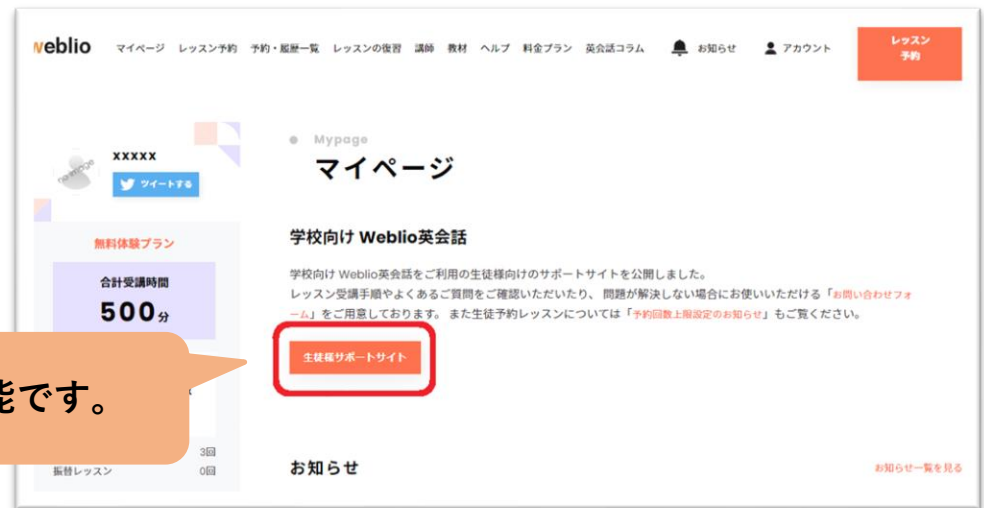 weblio
マイページ レッスン予約 予約・履歴一覧 レッスンの復習 講師 教材 ヘルプ 料金プラン 英会話コラム お知らせ アカウント
レッスン
予約
no-image
xxxxx
ツイートする
無料体験プラン
合計受講時間
500分
能です。
3回
振替レッスン 0回
Mypage
マイページ
学校向け Weblio英会話
学校向け Weblio英会話をご利用の生徒様向けのサポートサイトを公開しました。
レッスン受講手順やよくあるご質問をご確認いただいたり、 問題が解決しない場合にお使いいただける「お問い合わせフォ
ーム」をご用意しております。 また生徒予約レッスンについては「予約回数上限設定のお知らせ」もご覧ください。
生徒様サポートサイト
お知らせ
お知らせ一覧を見る